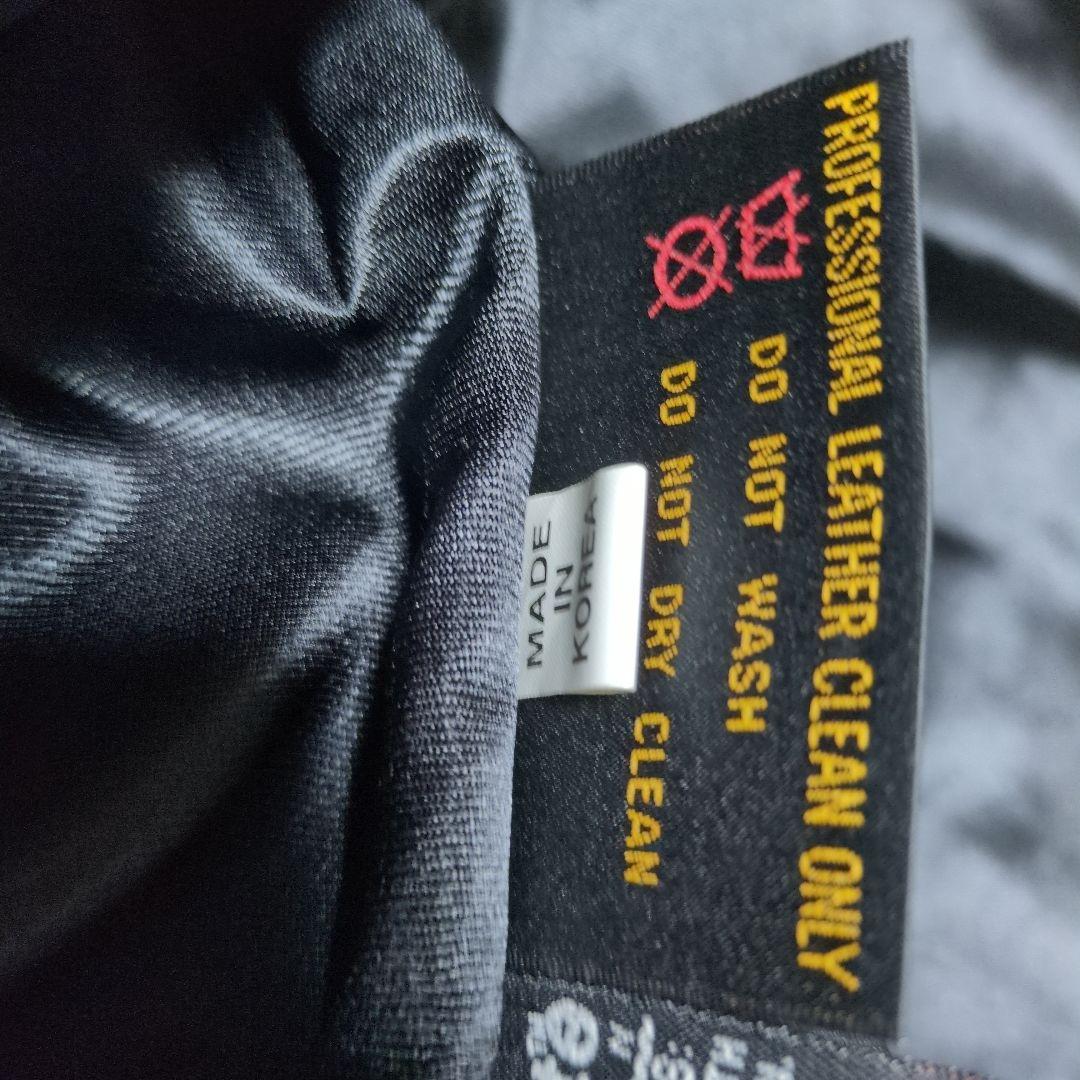 PROFESSIONAL LEATHER CLEAN ONLY
DO NOT WASH
DO NOT DRY CLEAN
MADE
IN
KOREA